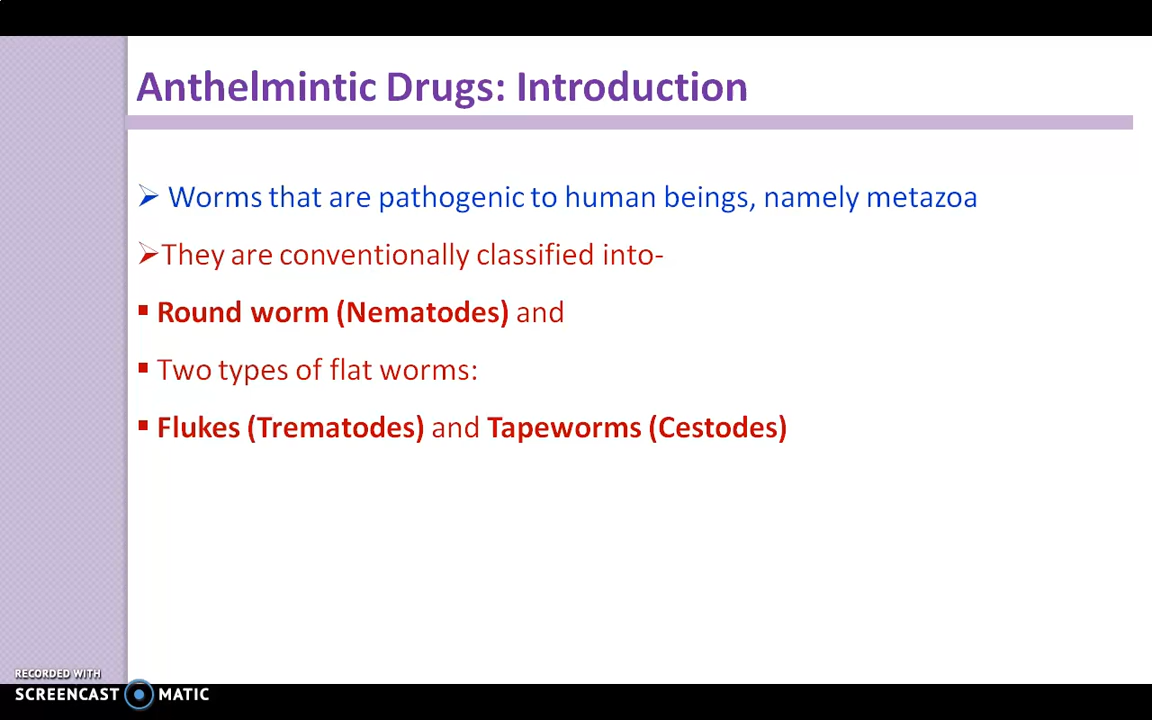 Anthelmintic Drugs: Introduction
Worms that are pathogenic to human beings, namely metazoa
They are conventionally classified into-
Round worm (Nematodes) and
Two types of flat worms:
Flukes (Trematodes) and Tapeworms (Cestodes)
RECORDED WITH
SCREENCAST MATIC